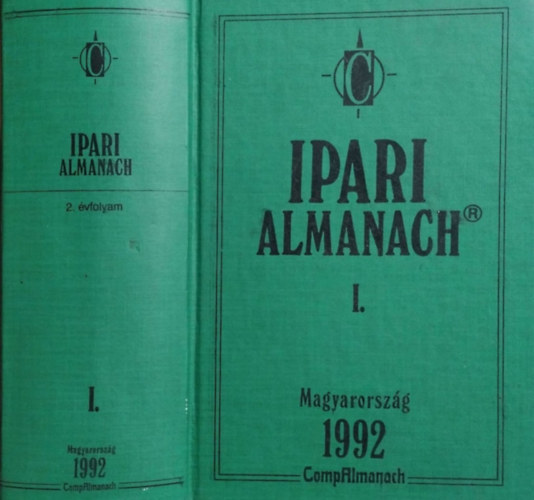 C
IPARI
ALMANACH
2. évfolyam
I.
Magyarország
1992
CompAlmanach
C
IPARI
ALMANACH®
I.
Magyarország
1992
CompAlmanach